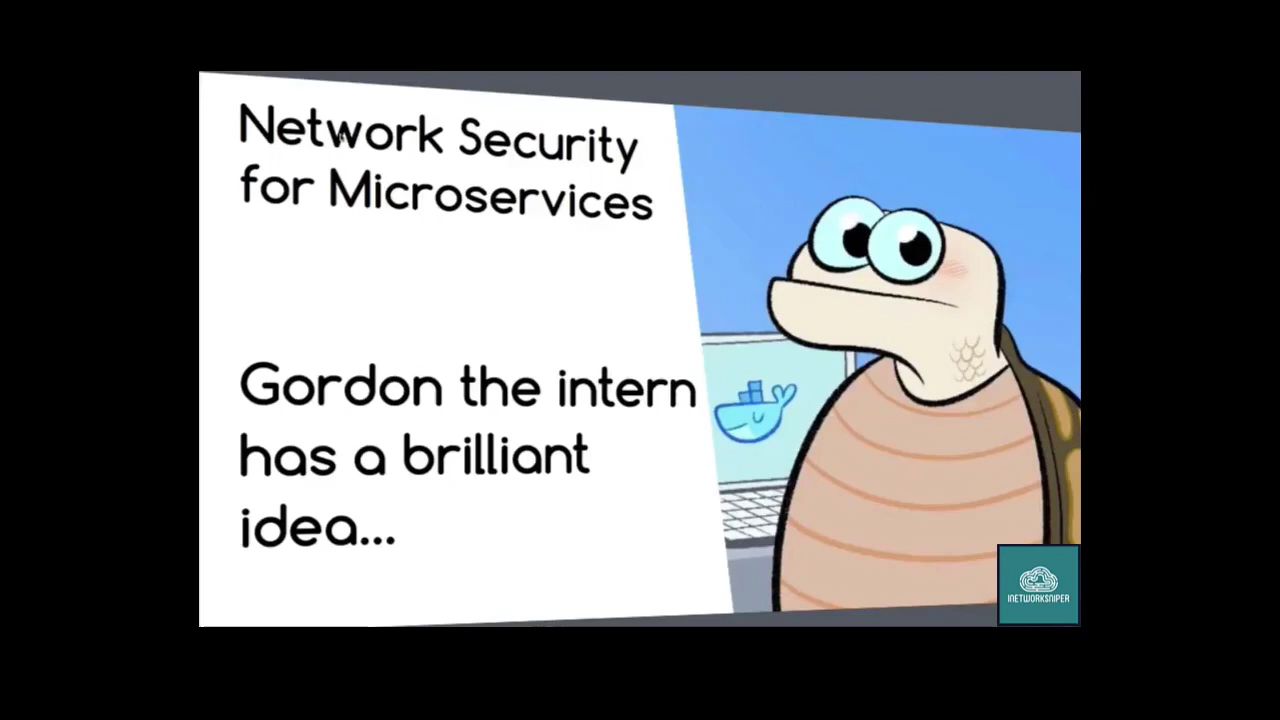 Network Security
for Microservices
Gordon the intern
has a brilliant
idea...
INETWORKSNIPER